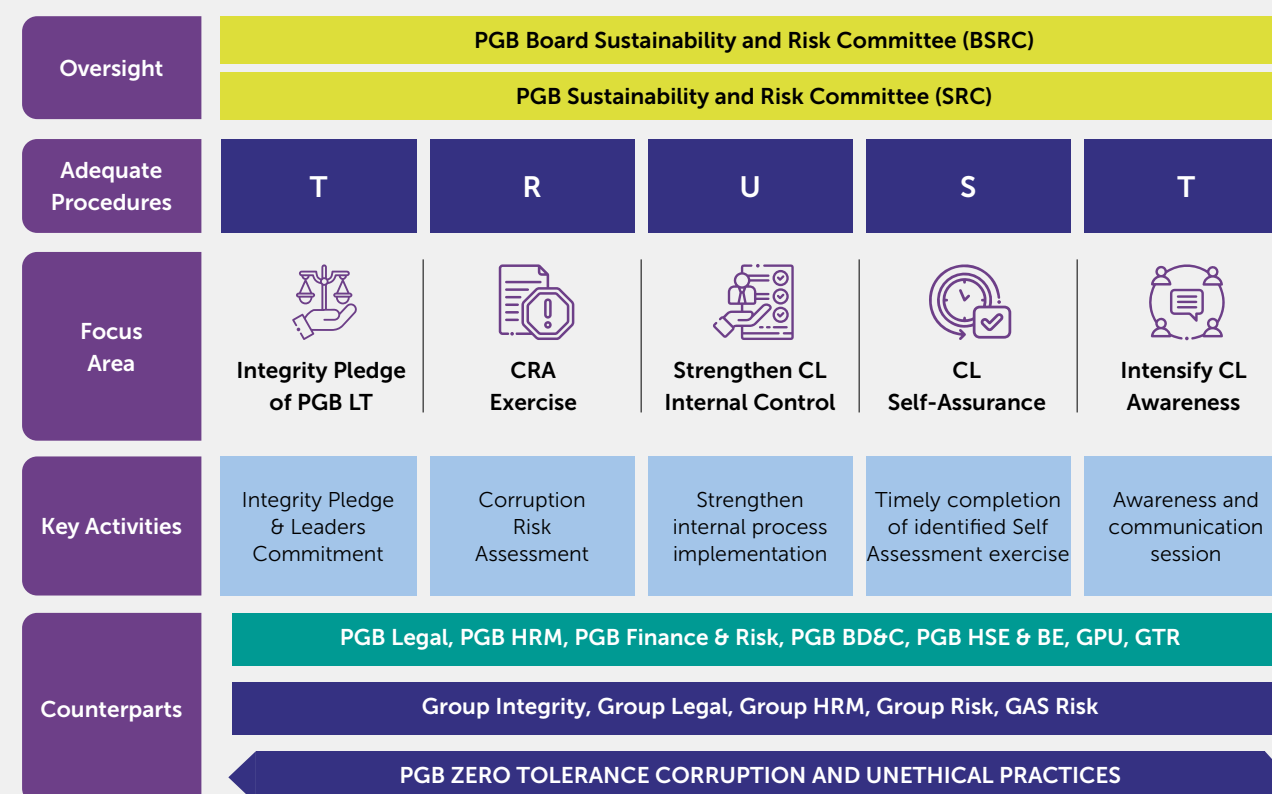 Oversight
PGB Board Sustainability and Risk Committee (BSRC)
PGB Sustainability and Risk Committee (SRC)
Adequate
Procedures
T
R
U
S
T
Focus
Area
Integrity Pledge
of PGB LT
CRA
Exercise
Strengthen CL
Internal Control
CL
Self-Assurance
Intensify CL
Awareness
Key Activities
Integrity Pledge
& Leaders
Commitment
Corruption
Risk
Assessment
Strengthen
internal process
implementation
Timely completion
of identified Self
Assessment exercise
Awareness and
communication
session
Counterparts
PGB Legal, PGB HRM, PGB Finance & Risk, PGB BD&C, PGB HSE & BE, GPU, GTR
Group Integrity, Group Legal, Group HRM, Group Risk, GAS Risk
PGB ZERO TOLERANCE CORRUPTION AND UNETHICAL PRACTICES